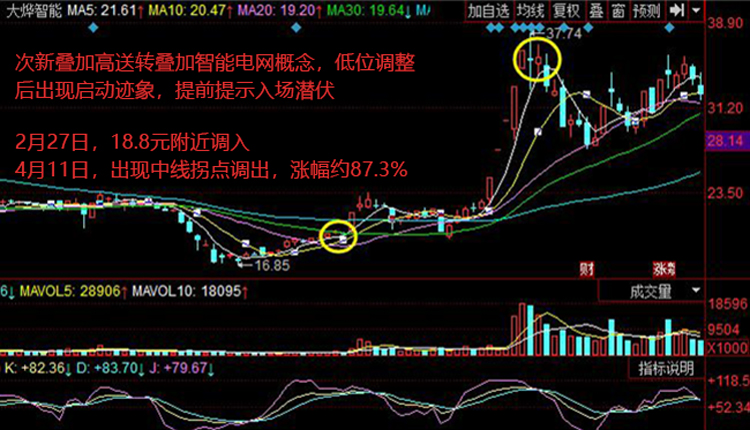 大烨智能 MA5: 21.61↑ MA10: 20.47↑ MA20: 19.20↑ MA30: 19.64↓ MA
加自选 均线 复权 叠 窗 预测
38.90
37.74
次新叠加高送转叠加智能电网概念，低位调整
后出现启动迹象，提前提示入场潜伏
31.20
2月27日，18.8元附近调入
28.14
4月11日，出现中线拐点调出，涨幅约87.3%
23.50
16.85
财 涨
6↓ MAVOL5: 28906↑ MAVOL10: 18095↑ 成交量
18596
9504
X1000
K: +82.36↓ D: +83.70↓ J: +79.67↓ 指标说明
+118.5
+52.34